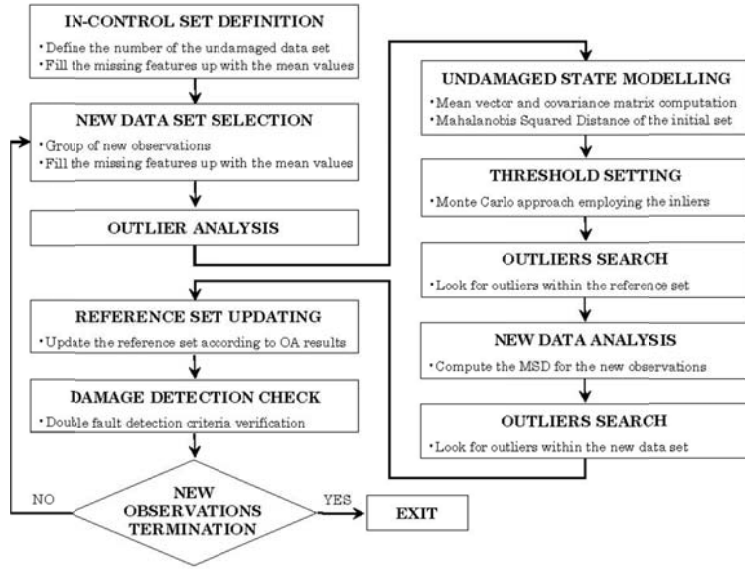 IN-CONTROL SET DEFINITION
• Define the number of the undamaged data set
• Fill the missing features up with the mean values
NEW DATA SET SELECTION
• Group of new observations
• Fill the missing features up with the mean values
OUTLIER ANALYSIS
UNDAMAGED STATE MODELLING
• Mean vector and covariance matrix computation
• Mahalanobis Squared Distance of the initial set
THRESHOLD SETTING
• Monte Carlo approach employing the inliers
OUTLIERS SEARCH
• Look for outliers within the reference set
NEW DATA ANALYSIS
• Compute the MSD for the new observations
OUTLIERS SEARCH
• Look for outliers within the new data set
REFERENCE SET UPDATING
• Update the reference set according to OA results
DAMAGE DETECTION CHECK
• Double fault detection criteria verification
NO
NEW
OBSERVATIONS
TERMINATION
YES
EXIT